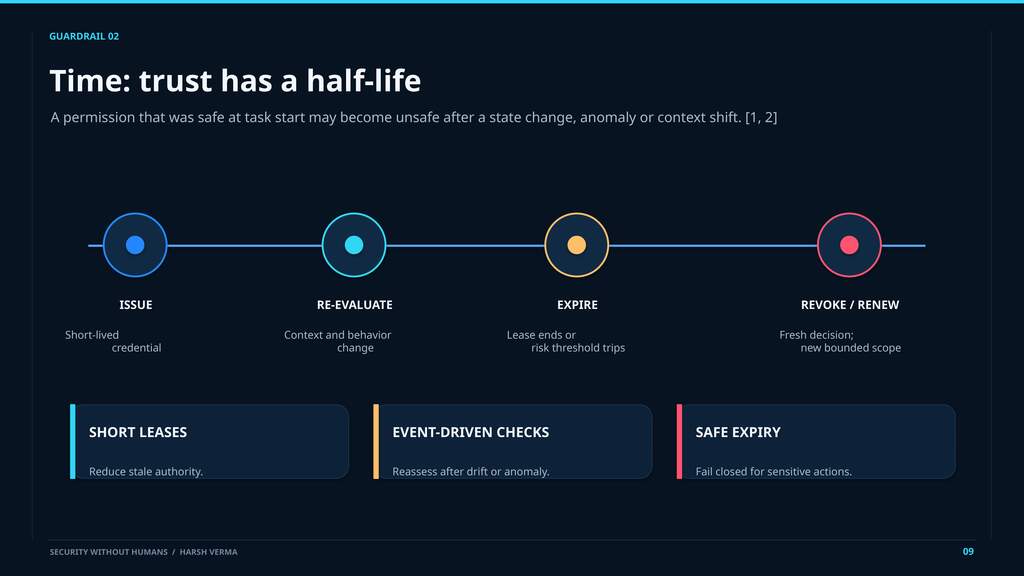 GUARDRAIL 02
Time: trust has a half-life
A permission that was safe at task start may become unsafe after a state change, anomaly or context shift. [1, 2]
ISSUE
Short-lived
credential
RE-EVALUATE
Context and behavior
change
EXPIRE
Lease ends or
risk threshold trips
REVOKE / RENEW
Fresh decision;
new bounded scope
SHORT LEASES
Reduce stale authority.
EVENT-DRIVEN CHECKS
Reassess after drift or anomaly.
SAFE EXPIRY
Fail closed for sensitive actions.
SECURITY WITHOUT HUMANS / HARSH VERMA
09